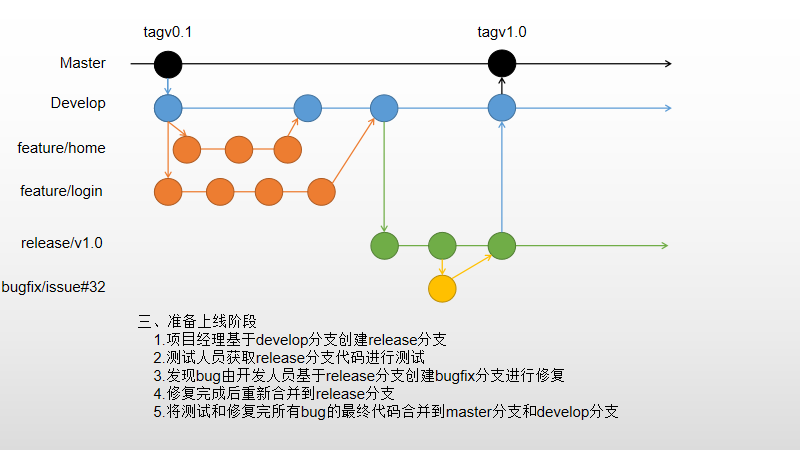 tagv0.1
tagv1.0
Master
Develop
feature/home
feature/login
release/v1.0
bugfix/issue#32
三、准备上线阶段
1.项目经理基于develop分支创建release分支
2.测试人员获取release分支代码进行测试
3.发现bug由开发人员基于release分支创建bugfix分支进行修复
4.修复完成后重新合并到release分支
5.将测试和修复完所有bug的最终代码合并到master分支和develop分支